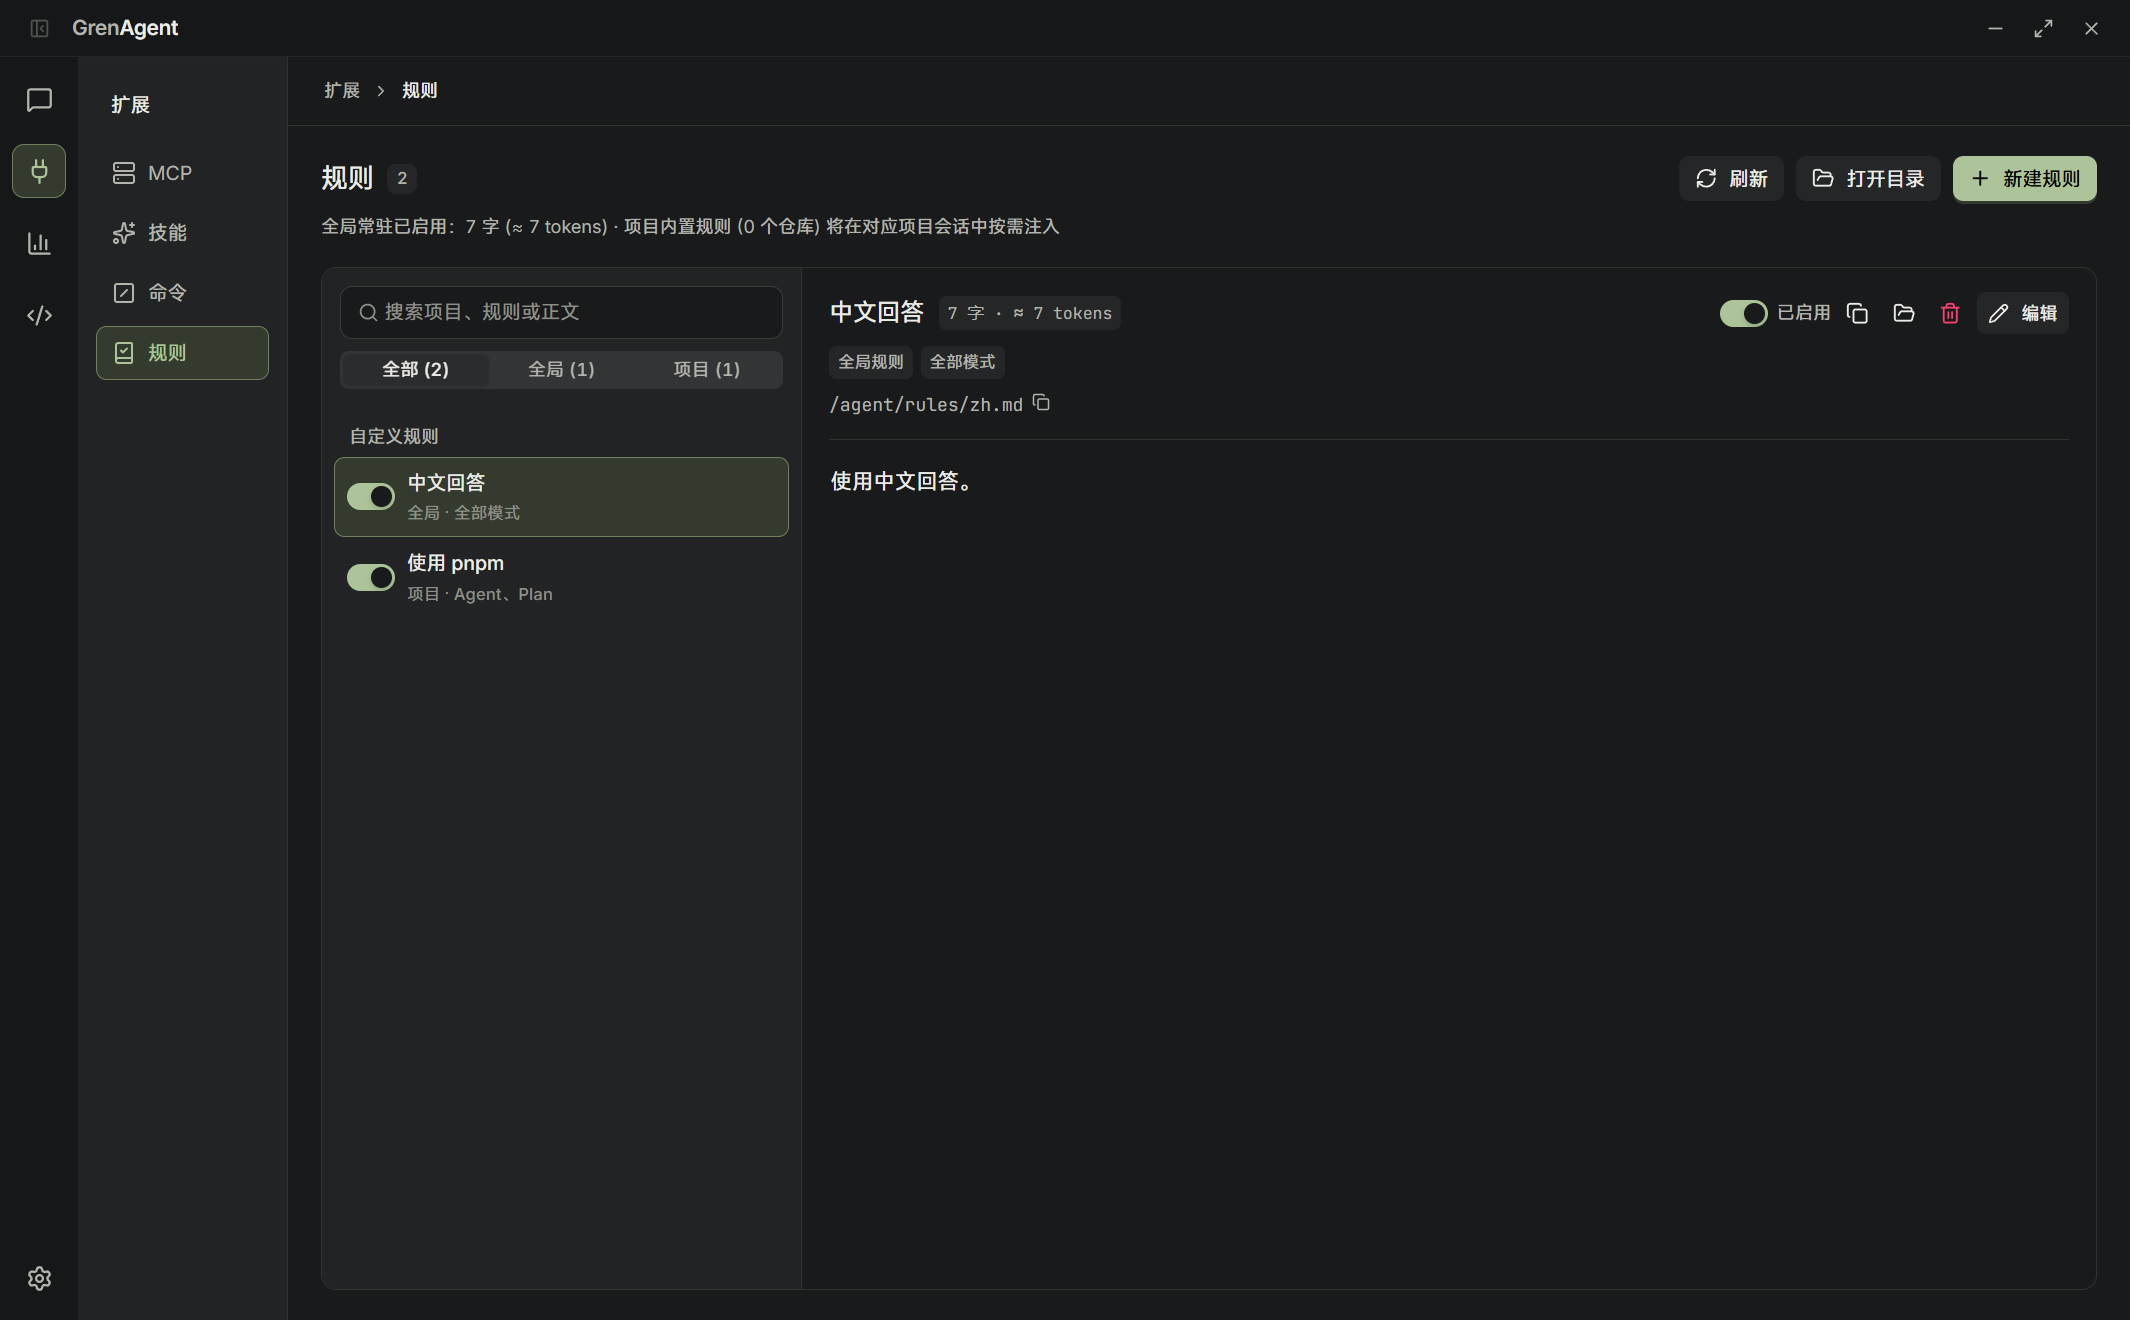 GrenAgent
扩展
MCP
技能
命令
规则
扩展 > 规则
规则 2
刷新
打开目录
新建规则
全局常驻已启用：7 字 (≈ 7 tokens) · 项目内置规则 (0 个仓库) 将在对应项目会话中按需注入
搜索项目、规则或正文
全部 (2)
全局 (1)
项目 (1)
自定义规则
中文回答
全局 · 全部模式
使用 pnpm
项目 · Agent、Plan
中文回答
7 字 · ≈ 7 tokens
已启用
编辑
全局规则
全部模式
/agent/rules/zh.md
使用中文回答。